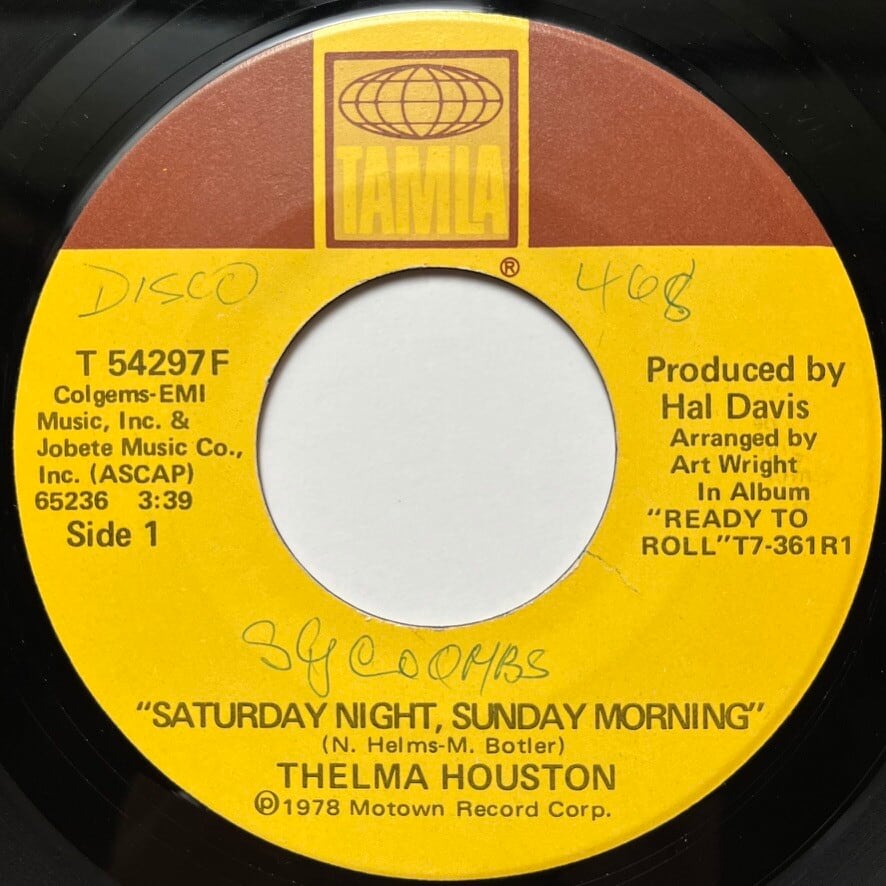 TAMLA
®
DISCO
468
T 54297F
Colgems-EMI
Music, Inc. &
Jobete Music Co.,
Inc. (ASCAP)
65236 3:39
Side 1
Produced by
Hal Davis
Arranged by
Art Wright
In Album
"READY TO
ROLL" T7-361R1
Sly COOMBS
"SATURDAY NIGHT, SUNDAY MORNING"
(N. Helms-M. Botler)
THELMA HOUSTON
℗1978 Motown Record Corp.